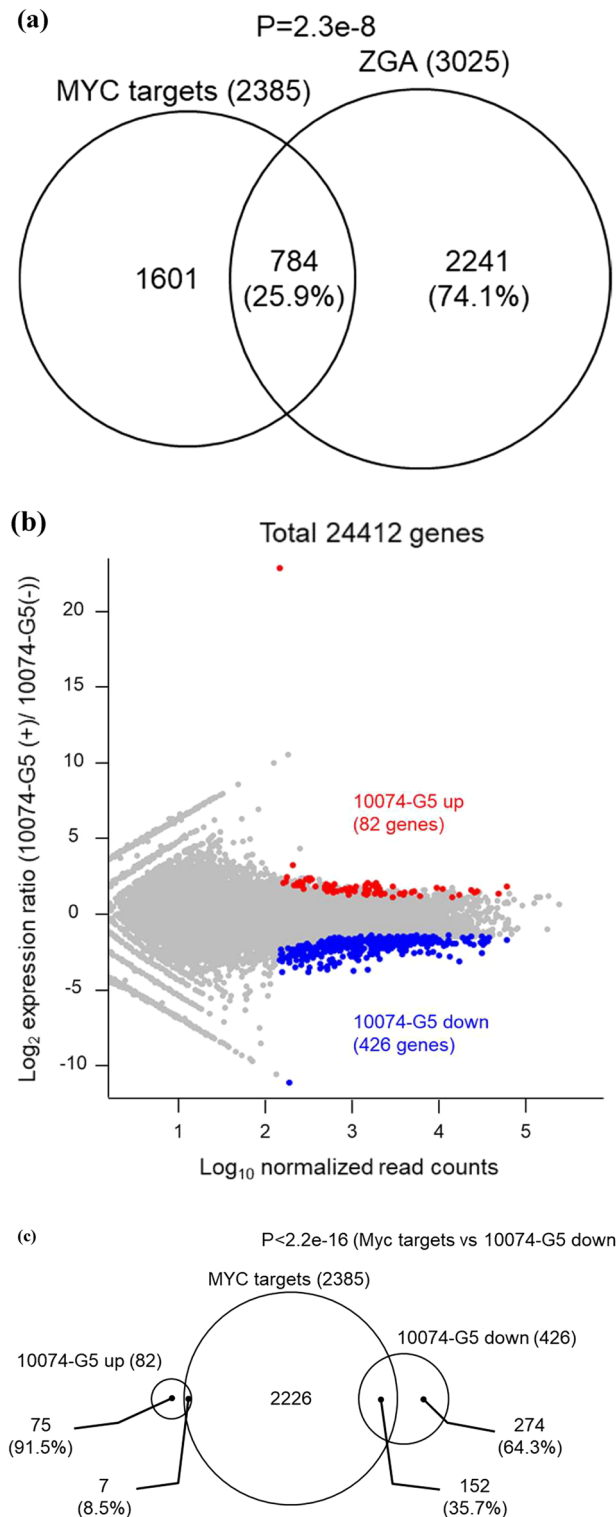 (a)
P=2.3e-8
ZGA (3025)
MYC targets (2385)
1601
784
(25.9%)
2241
(74.1%)
(b)
Total 24412 genes
Log2 expression ratio (10074-G5 (+)/ 10074-G5(-))
20
15
10
5
0
-5
-10
10074-G5 up
(82 genes)
10074-G5 down
(426 genes)
1 2 3 4 5
Log10 normalized read counts
(c)
P<2.2e-16 (Myc targets vs 10074-G5 down
MYC targets (2385)
10074-G5 up (82)
10074-G5 down (426)
2226
75
(91.5%)
7
(8.5%)
274
(64.3%)
152
(35.7%)